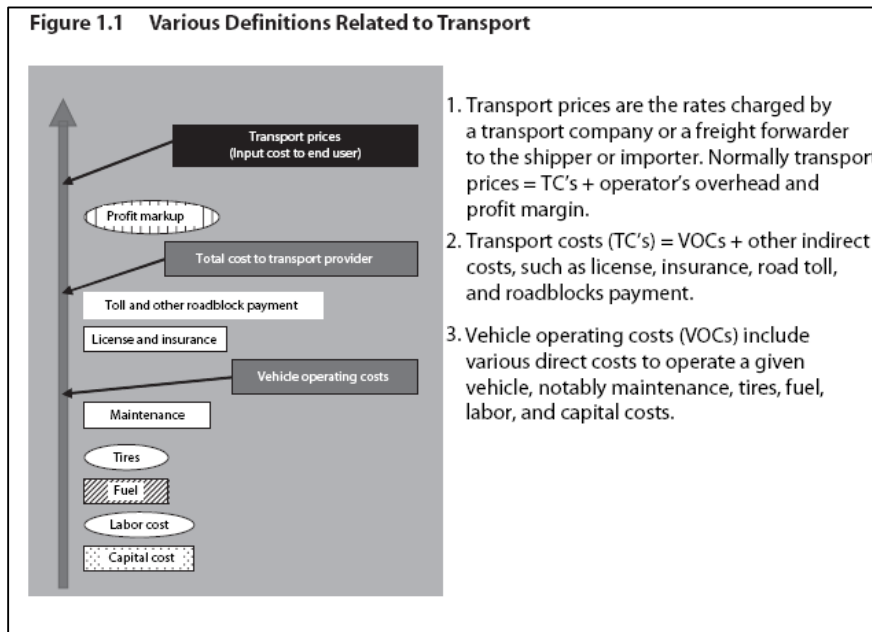 Figure 1.1 Various Definitions Related to Transport
Transport prices
(Input cost to end user)
Profit markup
Total cost to transport provider
Toll and other roadblock payment
License and insurance
Vehicle operating costs
Maintenance
Tires
Fuel
Labor cost
Capital cost
1. Transport prices are the rates charged by
a transport company or a freight forwarder
to the shipper or importer. Normally transport
prices = TC's + operator's overhead and
profit margin.
2. Transport costs (TC's) = VOCs + other indirect
costs, such as license, insurance, road toll,
and roadblocks payment.
3. Vehicle operating costs (VOCs) include
various direct costs to operate a given
vehicle, notably maintenance, tires, fuel,
labor, and capital costs.